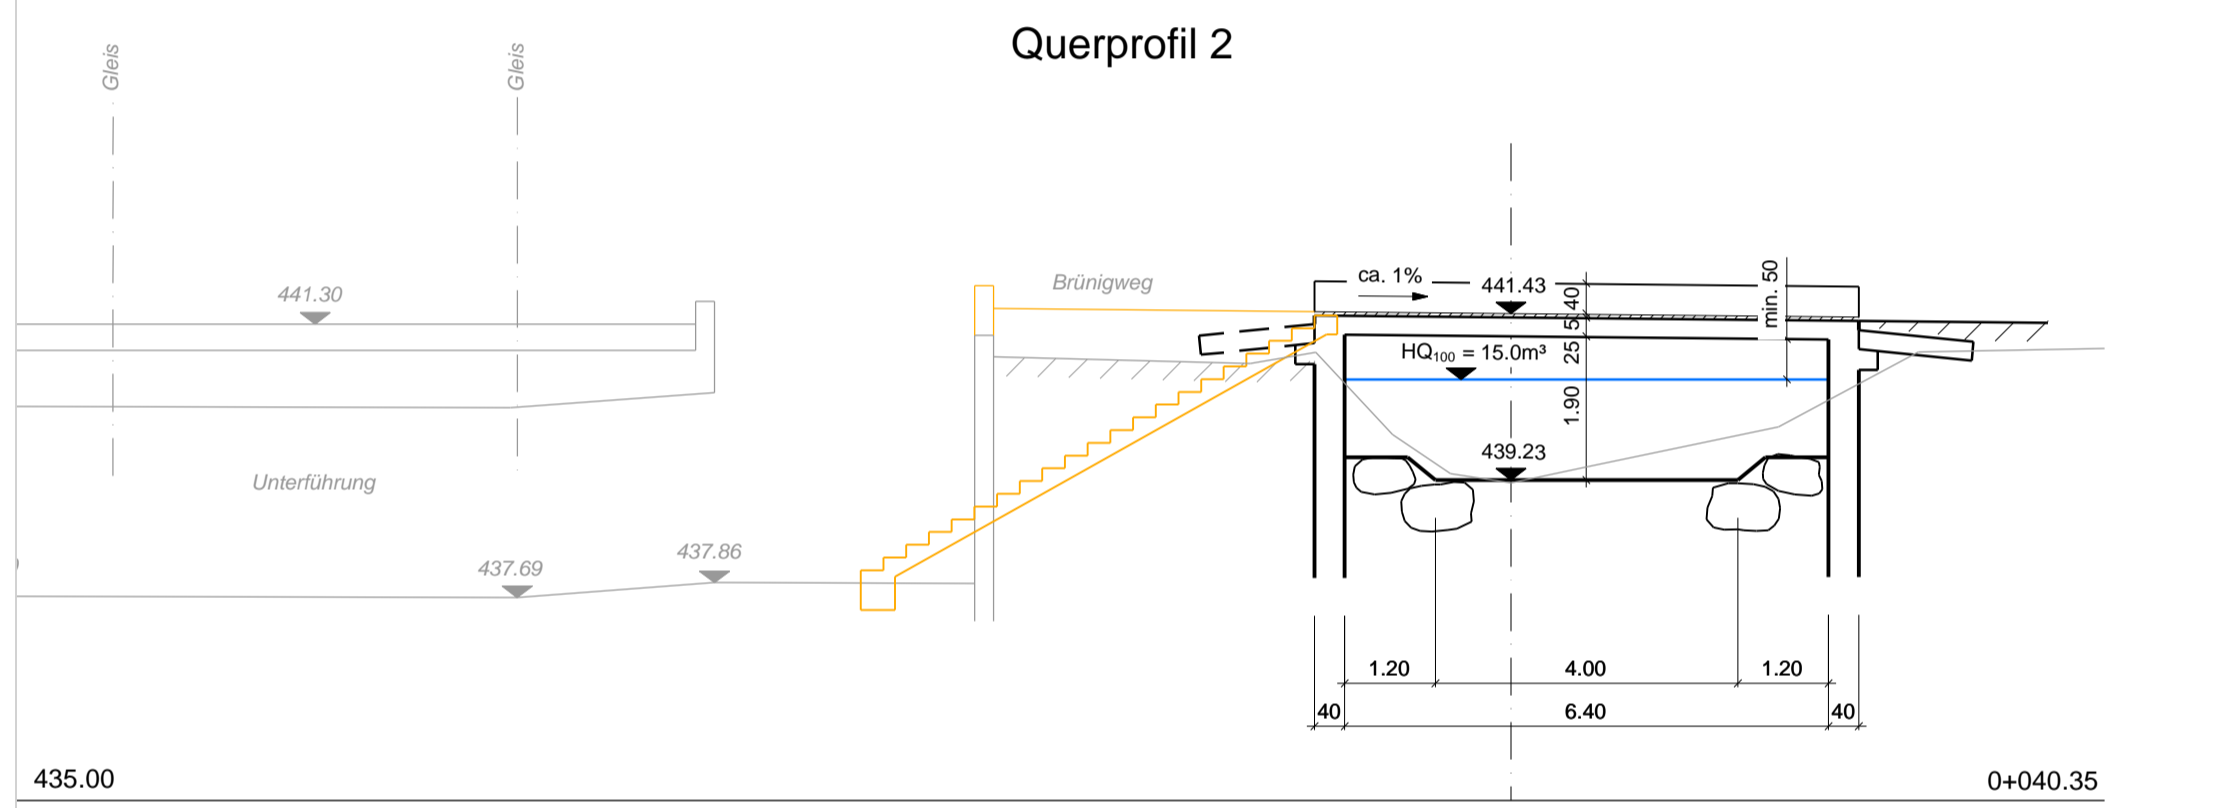 Querprofil 2
Gleis
Gleis
441.30
Brünigweg
ca. 1%
441.43
40
min. 50
5
HQ₁₀₀ = 15.0m³
25
1.90
439.23
Unterführung
437.69
437.86
1.20
4.00
1.20
40
6.40
40
435.00
0+040.35